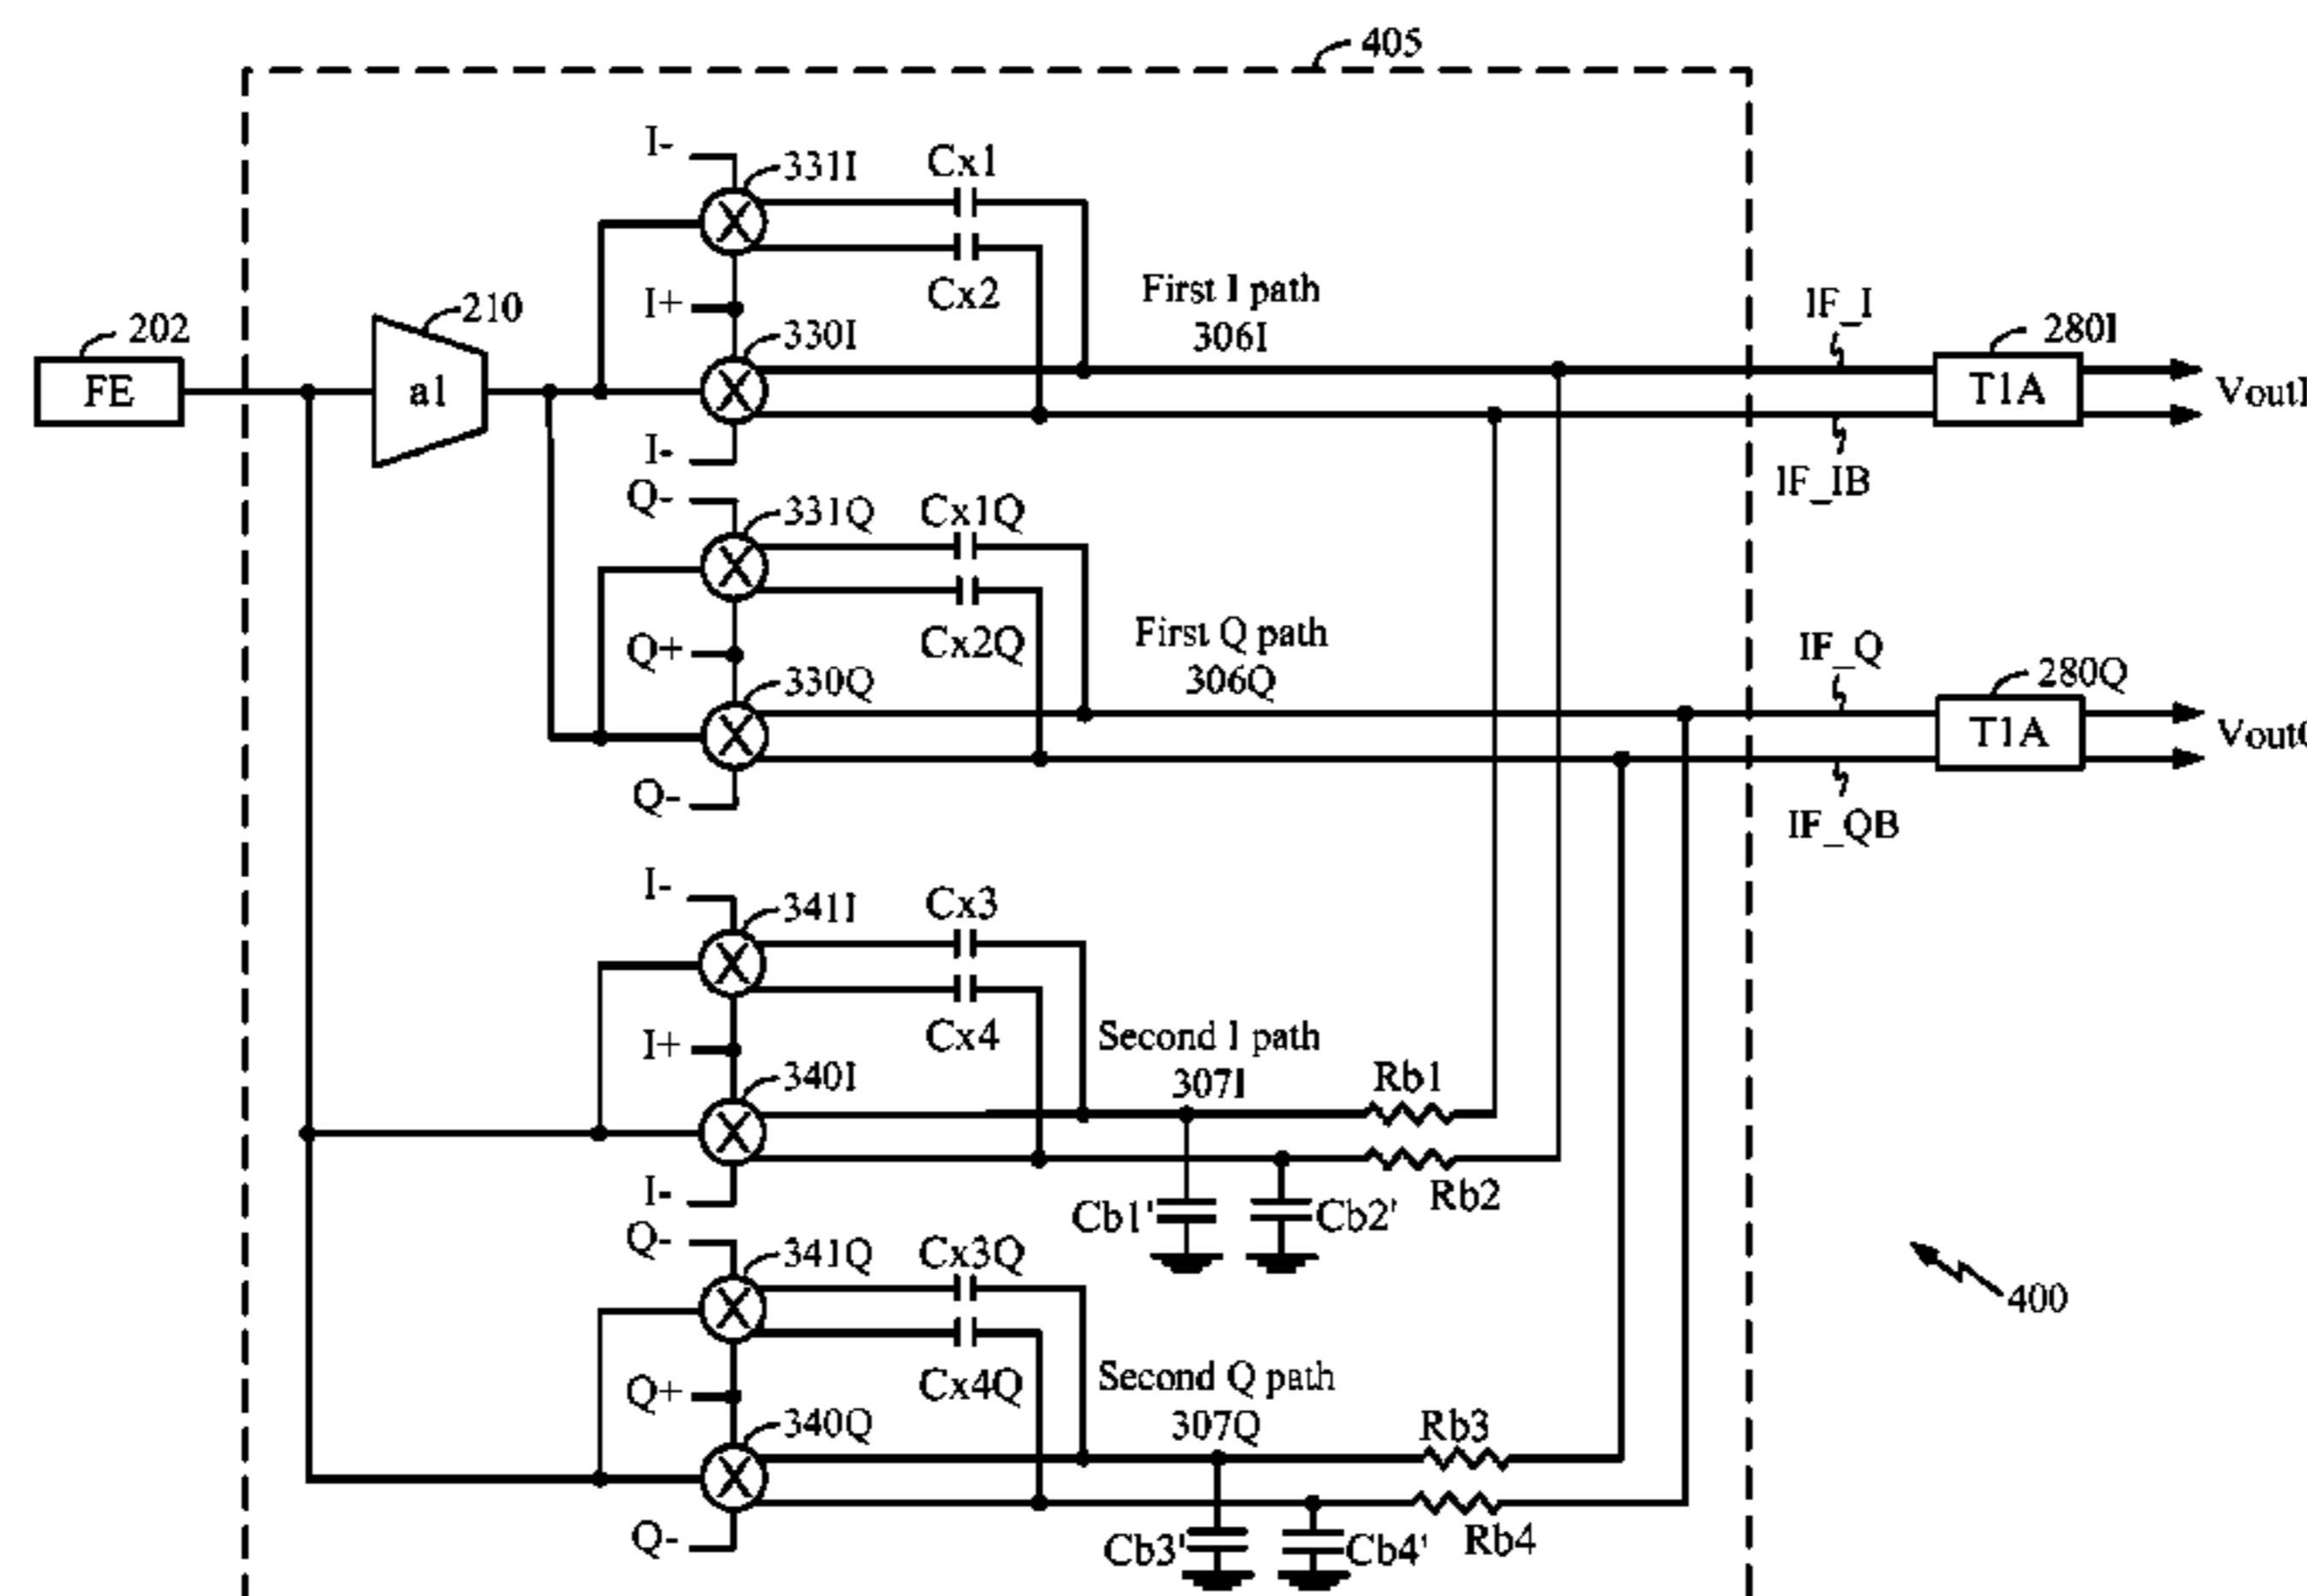 405
I-
331I
Cx1
Cx2
I+
First I path
306I
IF_I
280I
202
FE
210
a1
330I
T1A
VoutI
I-
IF_IB
Q-
331Q
Cx1Q
Cx2Q
Q+
First Q path
306Q
IF_Q
280Q
330Q
T1A
Q-
IF_QB
I-
341I
Cx3
Cx4
I+
Second I path
307I
340I
Rb1
Rb2
I-
Cb1'
Cb2'
Q-
341Q
Cx3Q
Cx4Q
400
Q+
Second Q path
307Q
340Q
Rb3
Rb4
Q-
Cb3'
Cb4'